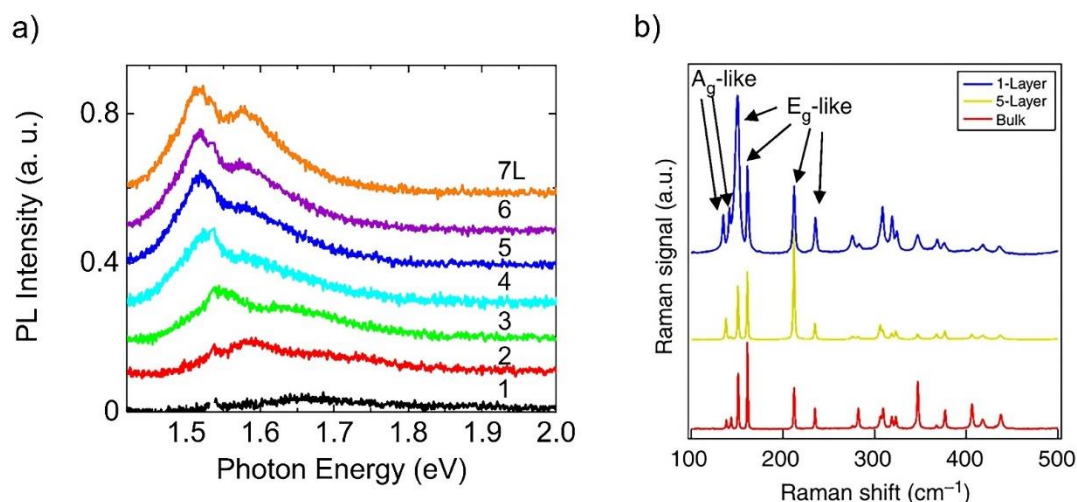 a)
PL Intensity (a. u.)
0.8
0.4
0
7L
6
5
4
3
2
1
1.5 1.6 1.7 1.8 1.9 2.0
Photon Energy (eV)
b)
Raman signal (a.u.)
Ag-like
Eg-like
1-Layer
5-Layer
Bulk
100 200 300 400 500
Raman shift (cm⁻¹)